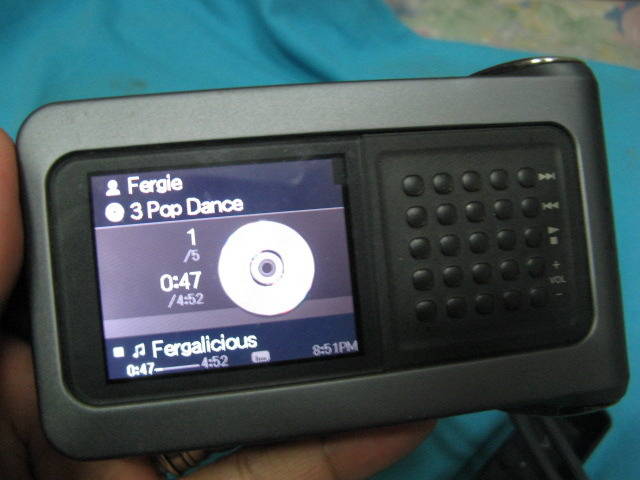 Fergie
3 Pop Dance
1
/5
0:47
/4:52
Fergalicious
0:47 4:52
8:51PM
VOL